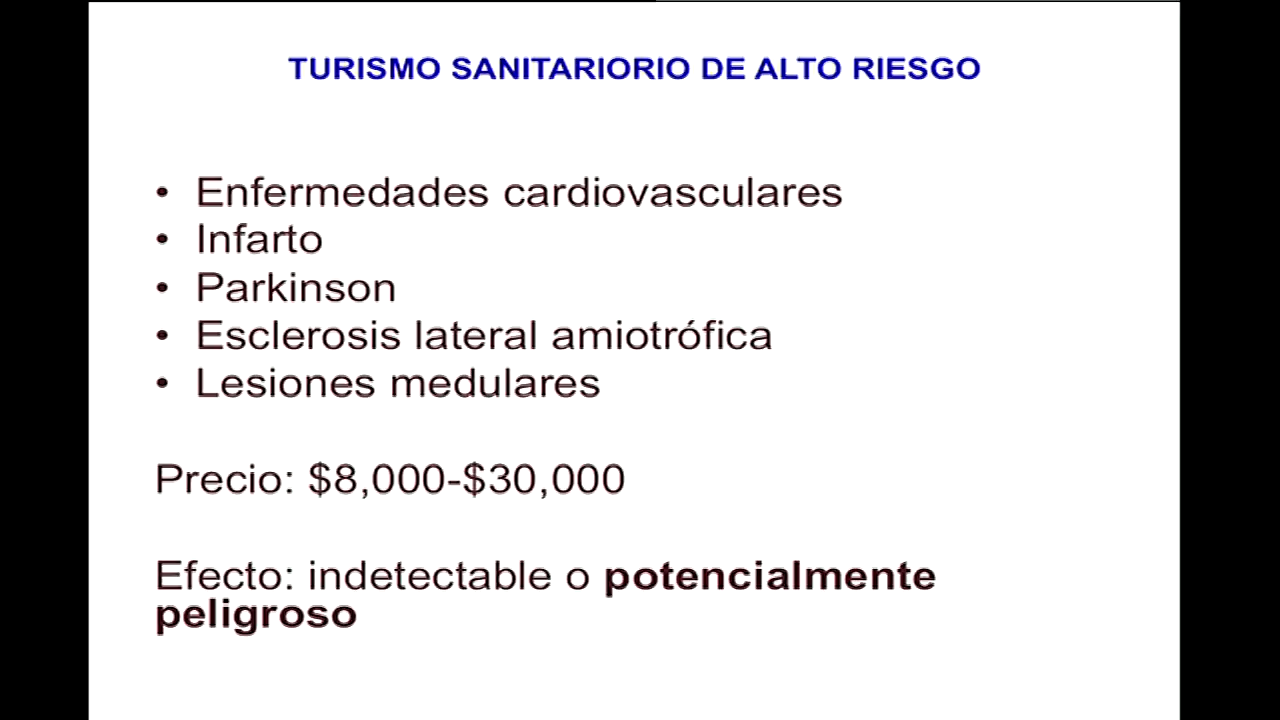 TURISMO SANITARIORIO DE ALTO RIESGO
• Enfermedades cardiovasculares
• Infarto
• Parkinson
• Esclerosis lateral amiotrófica
• Lesiones medulares
Precio: $8,000-$30,000
Efecto: indetectable o potencialmente
peligroso